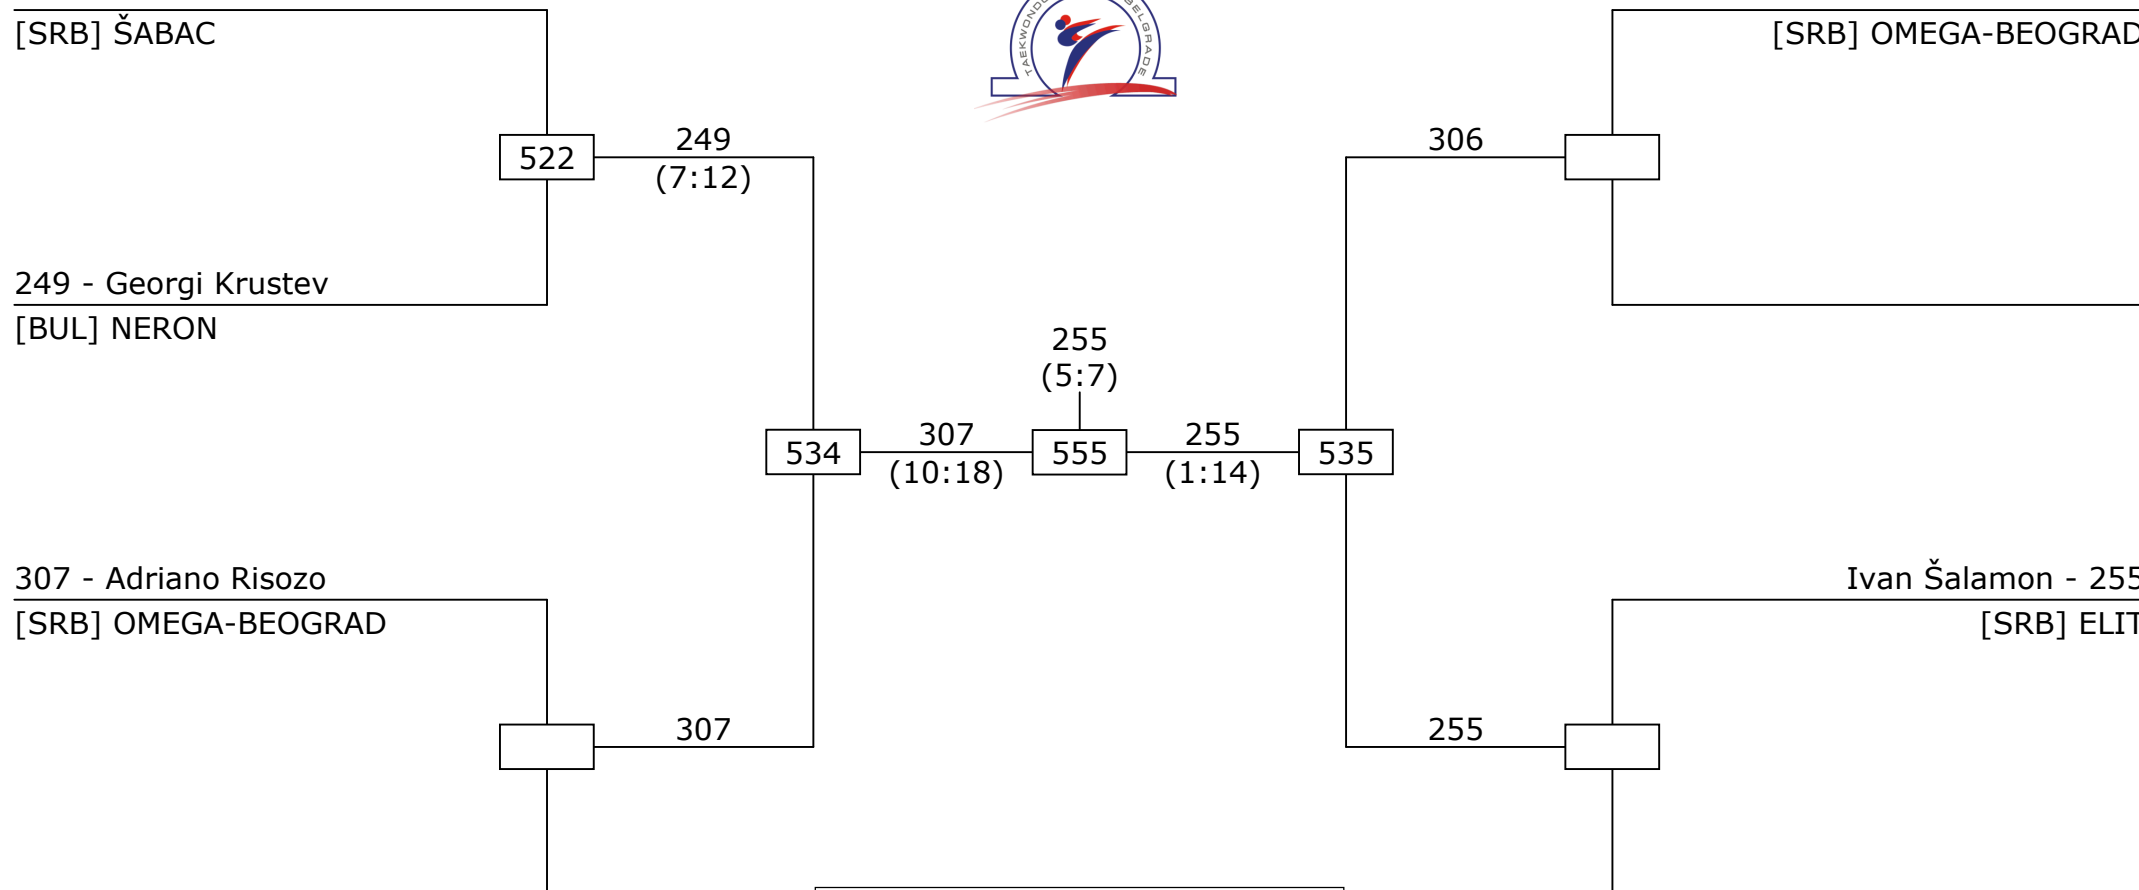 [SRB] ŠABAC
TAEKWONDO BELGRADE
[SRB] OMEGA-BEOGRAD
522
249
(7:12)
306
249 - Georgi Krustev
[BUL] NERON
255
(5:7)
534
307
(10:18)
555
255
(1:14)
535
307 - Adriano Risozo
[SRB] OMEGA-BEOGRAD
Ivan Šalamon - 255
[SRB] ELIT
307
255